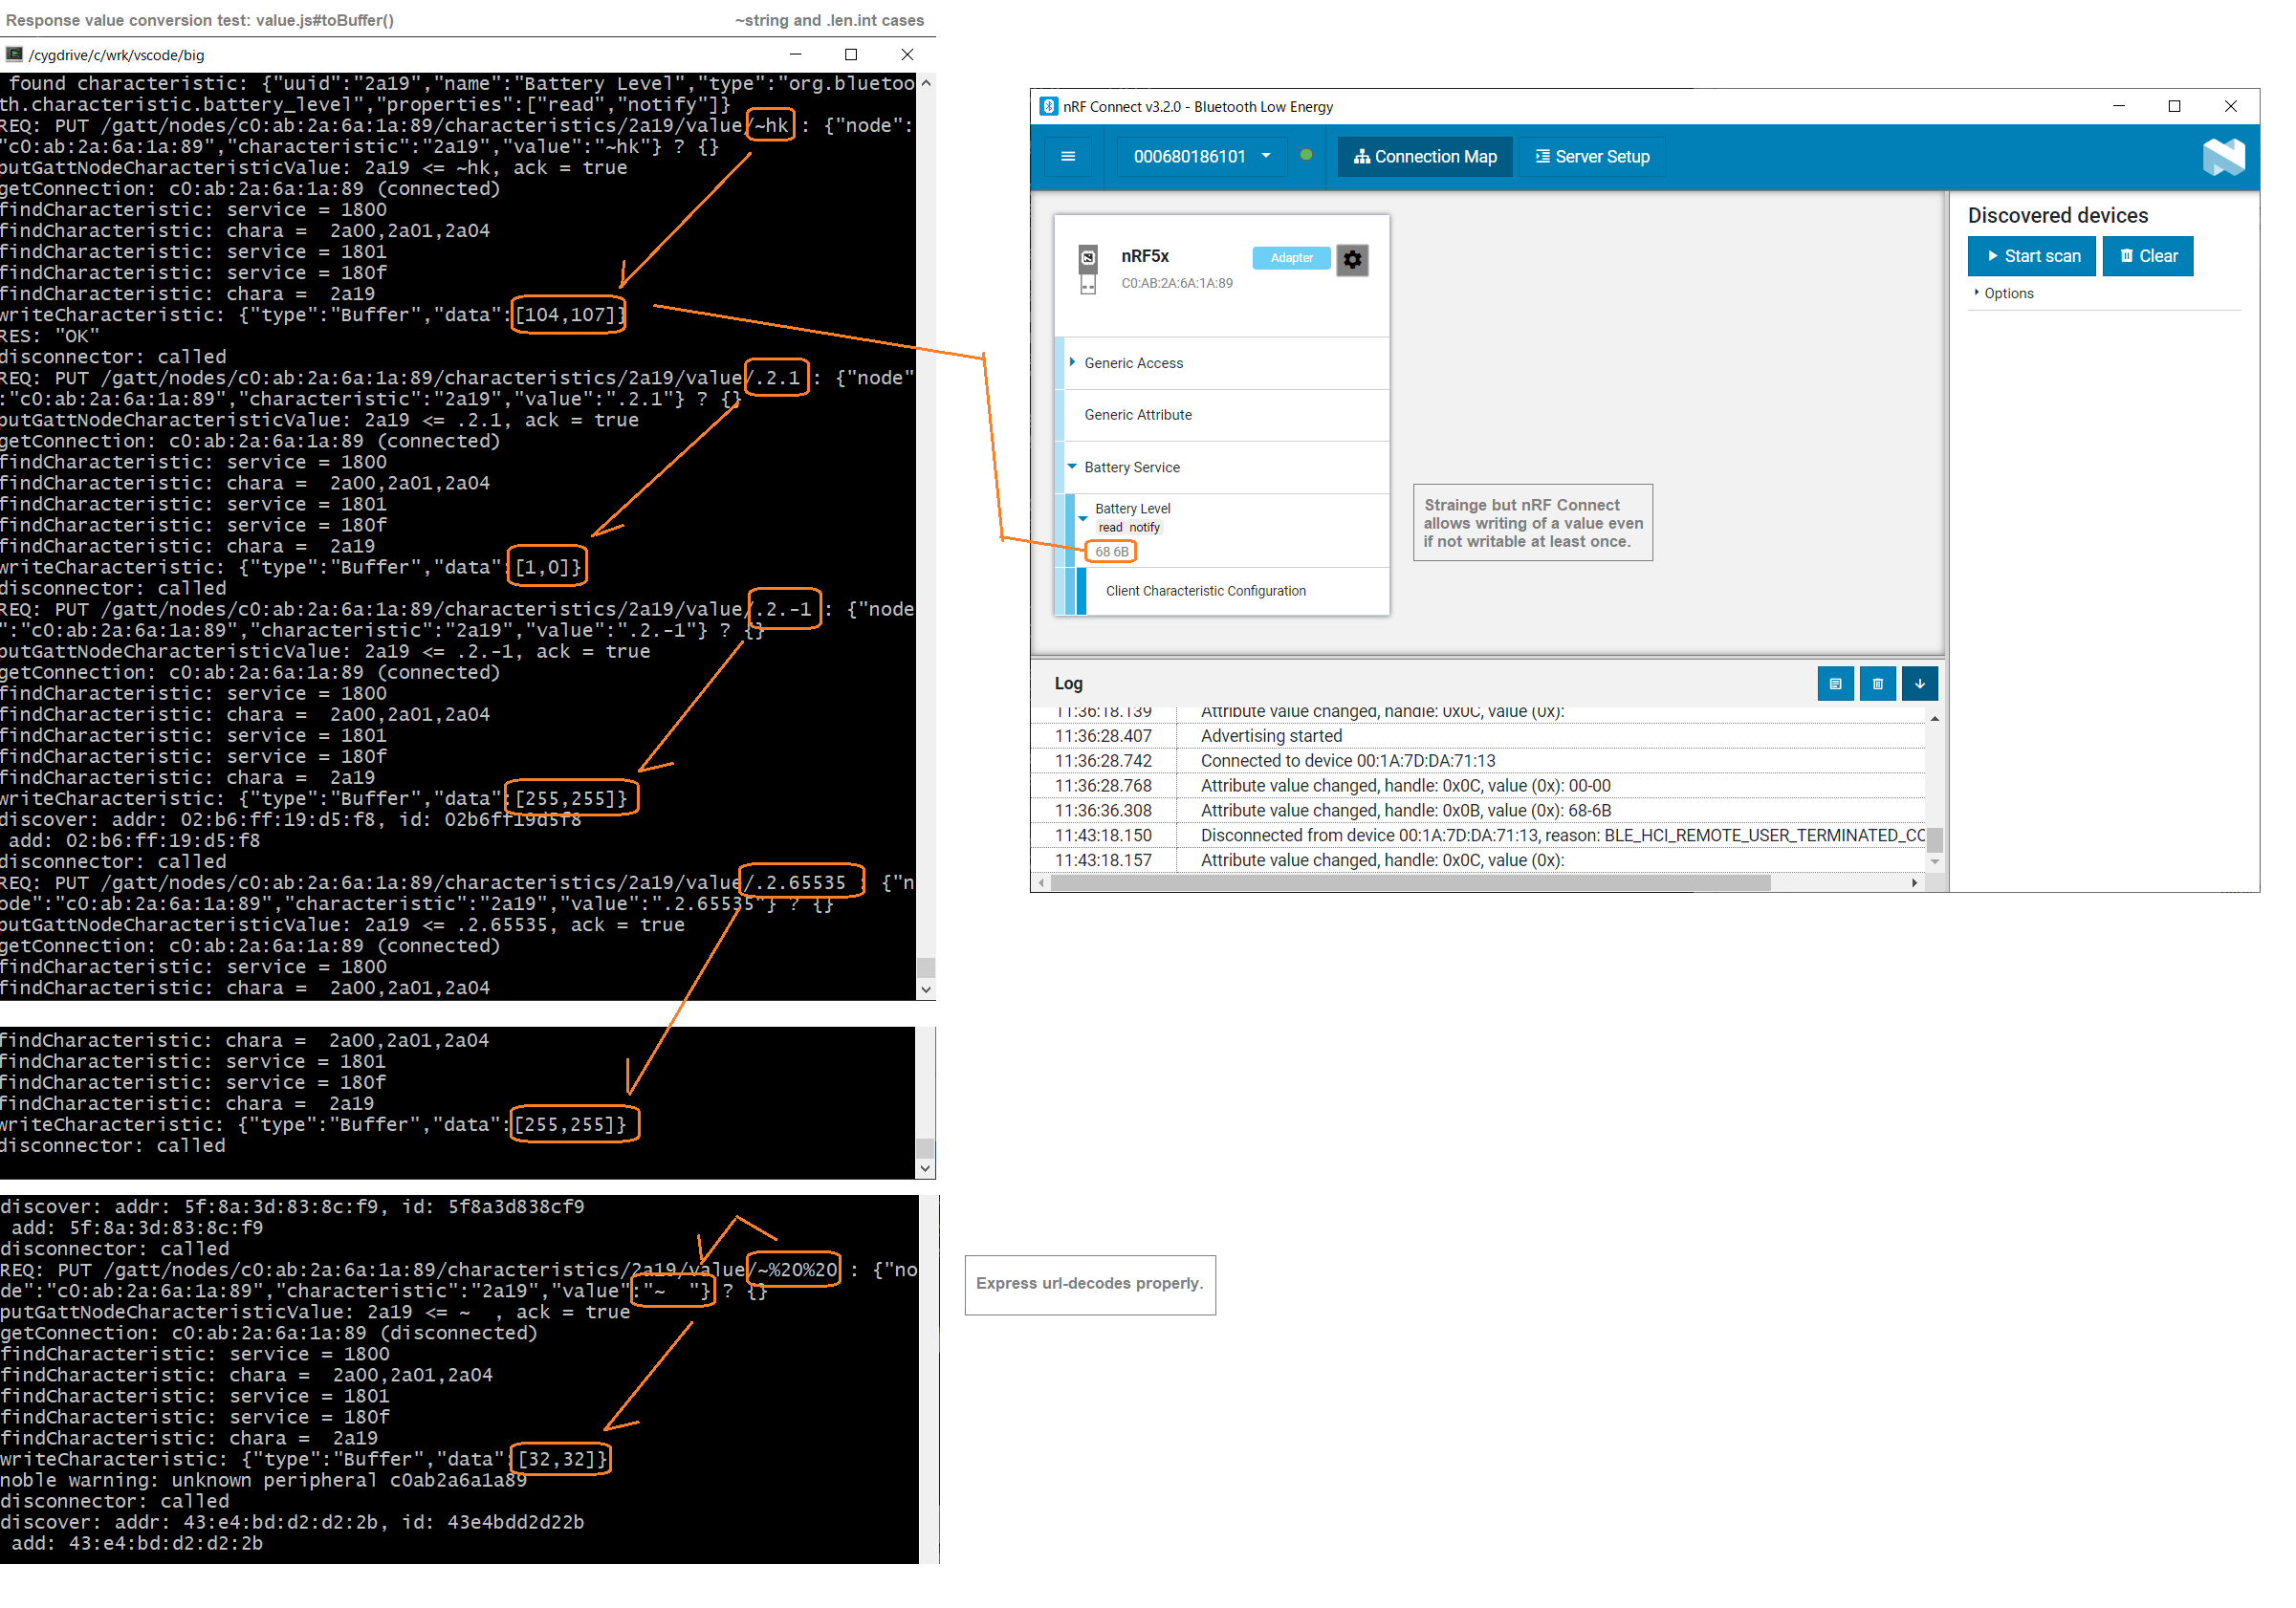 Response value conversion test: value.js#toBuffer()
~string and .len.int cases
/cygdrive/c/wrk/vscode/big
found characteristic: {"uuid":"2a19","name":"Battery Level","type":"org.bluetoo
th.characteristic.battery_level","properties":["read","notify"]}
REQ: PUT /gatt/nodes/c0:ab:2a:6a:1a:89/characteristics/2a19/value/~hk : {"node":
"c0:ab:2a:6a:1a:89","characteristic":"2a19","value":"~hk"} ? {}
putGattNodeCharacteristicValue: 2a19 <= ~hk, ack = true
getConnection: c0:ab:2a:6a:1a:89 (connected)
findCharacteristic: service = 1800
findCharacteristic: chara =  2a00,2a01,2a04
findCharacteristic: service = 1801
findCharacteristic: service = 180f
findCharacteristic: chara =  2a19
writeCharacteristic: {"type":"Buffer","data":[104,107]}
RES: "OK"
disconnector: called
REQ: PUT /gatt/nodes/c0:ab:2a:6a:1a:89/characteristics/2a19/value/.2.1 : {"node"
:"c0:ab:2a:6a:1a:89","characteristic":"2a19","value":".2.1"} ? {}
putGattNodeCharacteristicValue: 2a19 <= .2.1, ack = true
getConnection: c0:ab:2a:6a:1a:89 (connected)
findCharacteristic: service = 1800
findCharacteristic: chara =  2a00,2a01,2a04
findCharacteristic: service = 1801
findCharacteristic: service = 180f
findCharacteristic: chara =  2a19
writeCharacteristic: {"type":"Buffer","data":[1,0]}
disconnector: called
REQ: PUT /gatt/nodes/c0:ab:2a:6a:1a:89/characteristics/2a19/value/.2.-1 : {"node
":"c0:ab:2a:6a:1a:89","characteristic":"2a19","value":".2.-1"} ? {}
putGattNodeCharacteristicValue: 2a19 <= .2.-1, ack = true
getConnection: c0:ab:2a:6a:1a:89 (connected)
findCharacteristic: service = 1800
findCharacteristic: chara =  2a00,2a01,2a04
findCharacteristic: service = 1801
findCharacteristic: service = 180f
findCharacteristic: chara =  2a19
writeCharacteristic: {"type":"Buffer","data":[255,255]}
discover: addr: 02:b6:ff:19:d5:f8, id: 02b6ff19d5f8
add: 02:b6:ff:19:d5:f8
disconnector: called
REQ: PUT /gatt/nodes/c0:ab:2a:6a:1a:89/characteristics/2a19/value/.2.65535 : {"n
ode":"c0:ab:2a:6a:1a:89","characteristic":"2a19","value":".2.65535"} ? {}
putGattNodeCharacteristicValue: 2a19 <= .2.65535, ack = true
getConnection: c0:ab:2a:6a:1a:89 (connected)
findCharacteristic: service = 1800
findCharacteristic: chara =  2a00,2a01,2a04
findCharacteristic: chara =  2a00,2a01,2a04
findCharacteristic: service = 1801
findCharacteristic: service = 180f
findCharacteristic: chara =  2a19
writeCharacteristic: {"type":"Buffer","data":[255,255]}
disconnector: called
discover: addr: 5f:8a:3d:83:8c:f9, id: 5f8a3d838cf9
add: 5f:8a:3d:83:8c:f9
disconnector: called
REQ: PUT /gatt/nodes/c0:ab:2a:6a:1a:89/characteristics/2a19/value/~%20%20 : {"no
de":"c0:ab:2a:6a:1a:89","characteristic":"2a19","value":"~  "} ? {}
putGattNodeCharacteristicValue: 2a19 <= ~  , ack = true
getConnection: c0:ab:2a:6a:1a:89 (disconnected)
findCharacteristic: service = 1800
findCharacteristic: chara =  2a00,2a01,2a04
findCharacteristic: service = 1801
findCharacteristic: service = 180f
findCharacteristic: chara =  2a19
writeCharacteristic: {"type":"Buffer","data":[32,32]}
noble warning: unknown peripheral c0ab2a6a1a89
disconnector: called
discover: addr: 43:e4:bd:d2:d2:2b, id: 43e4bdd2d22b
add: 43:e4:bd:d2:d2:2b
nRF Connect v3.2.0 - Bluetooth Low Energy
000680186101
Connection Map
Server Setup
nRF5x
Adapter
C0:AB:2A:6A:1A:89
Generic Access
Generic Attribute
Battery Service
Battery Level
read notify
68 6B
Client Characteristic Configuration
Strainge but nRF Connect
allows writing of a value even
if not writable at least once.
Discovered devices
Start scan
Clear
Options
Log
11:36:18.139 Attribute value changed, handle: 0x0C, value (0x):
11:36:28.407 Advertising started
11:36:28.742 Connected to device 00:1A:7D:DA:71:13
11:36:28.768 Attribute value changed, handle: 0x0C, value (0x): 00-00
11:36:36.308 Attribute value changed, handle: 0x0B, value (0x): 68-6B
11:43:18.150 Disconnected from device 00:1A:7D:DA:71:13, reason: BLE_HCI_REMOTE_USER_TERMINATED_CO
11:43:18.157 Attribute value changed, handle: 0x0C, value (0x):
Express url-decodes properly.